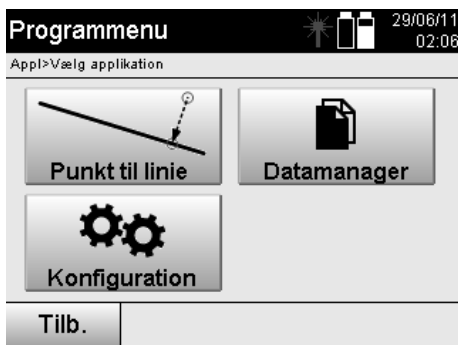 Programmenu
29/06/11
02:06
Appl>Vælg applikation
Punkt til linie
Datamanager
Konfiguration
Tilb.